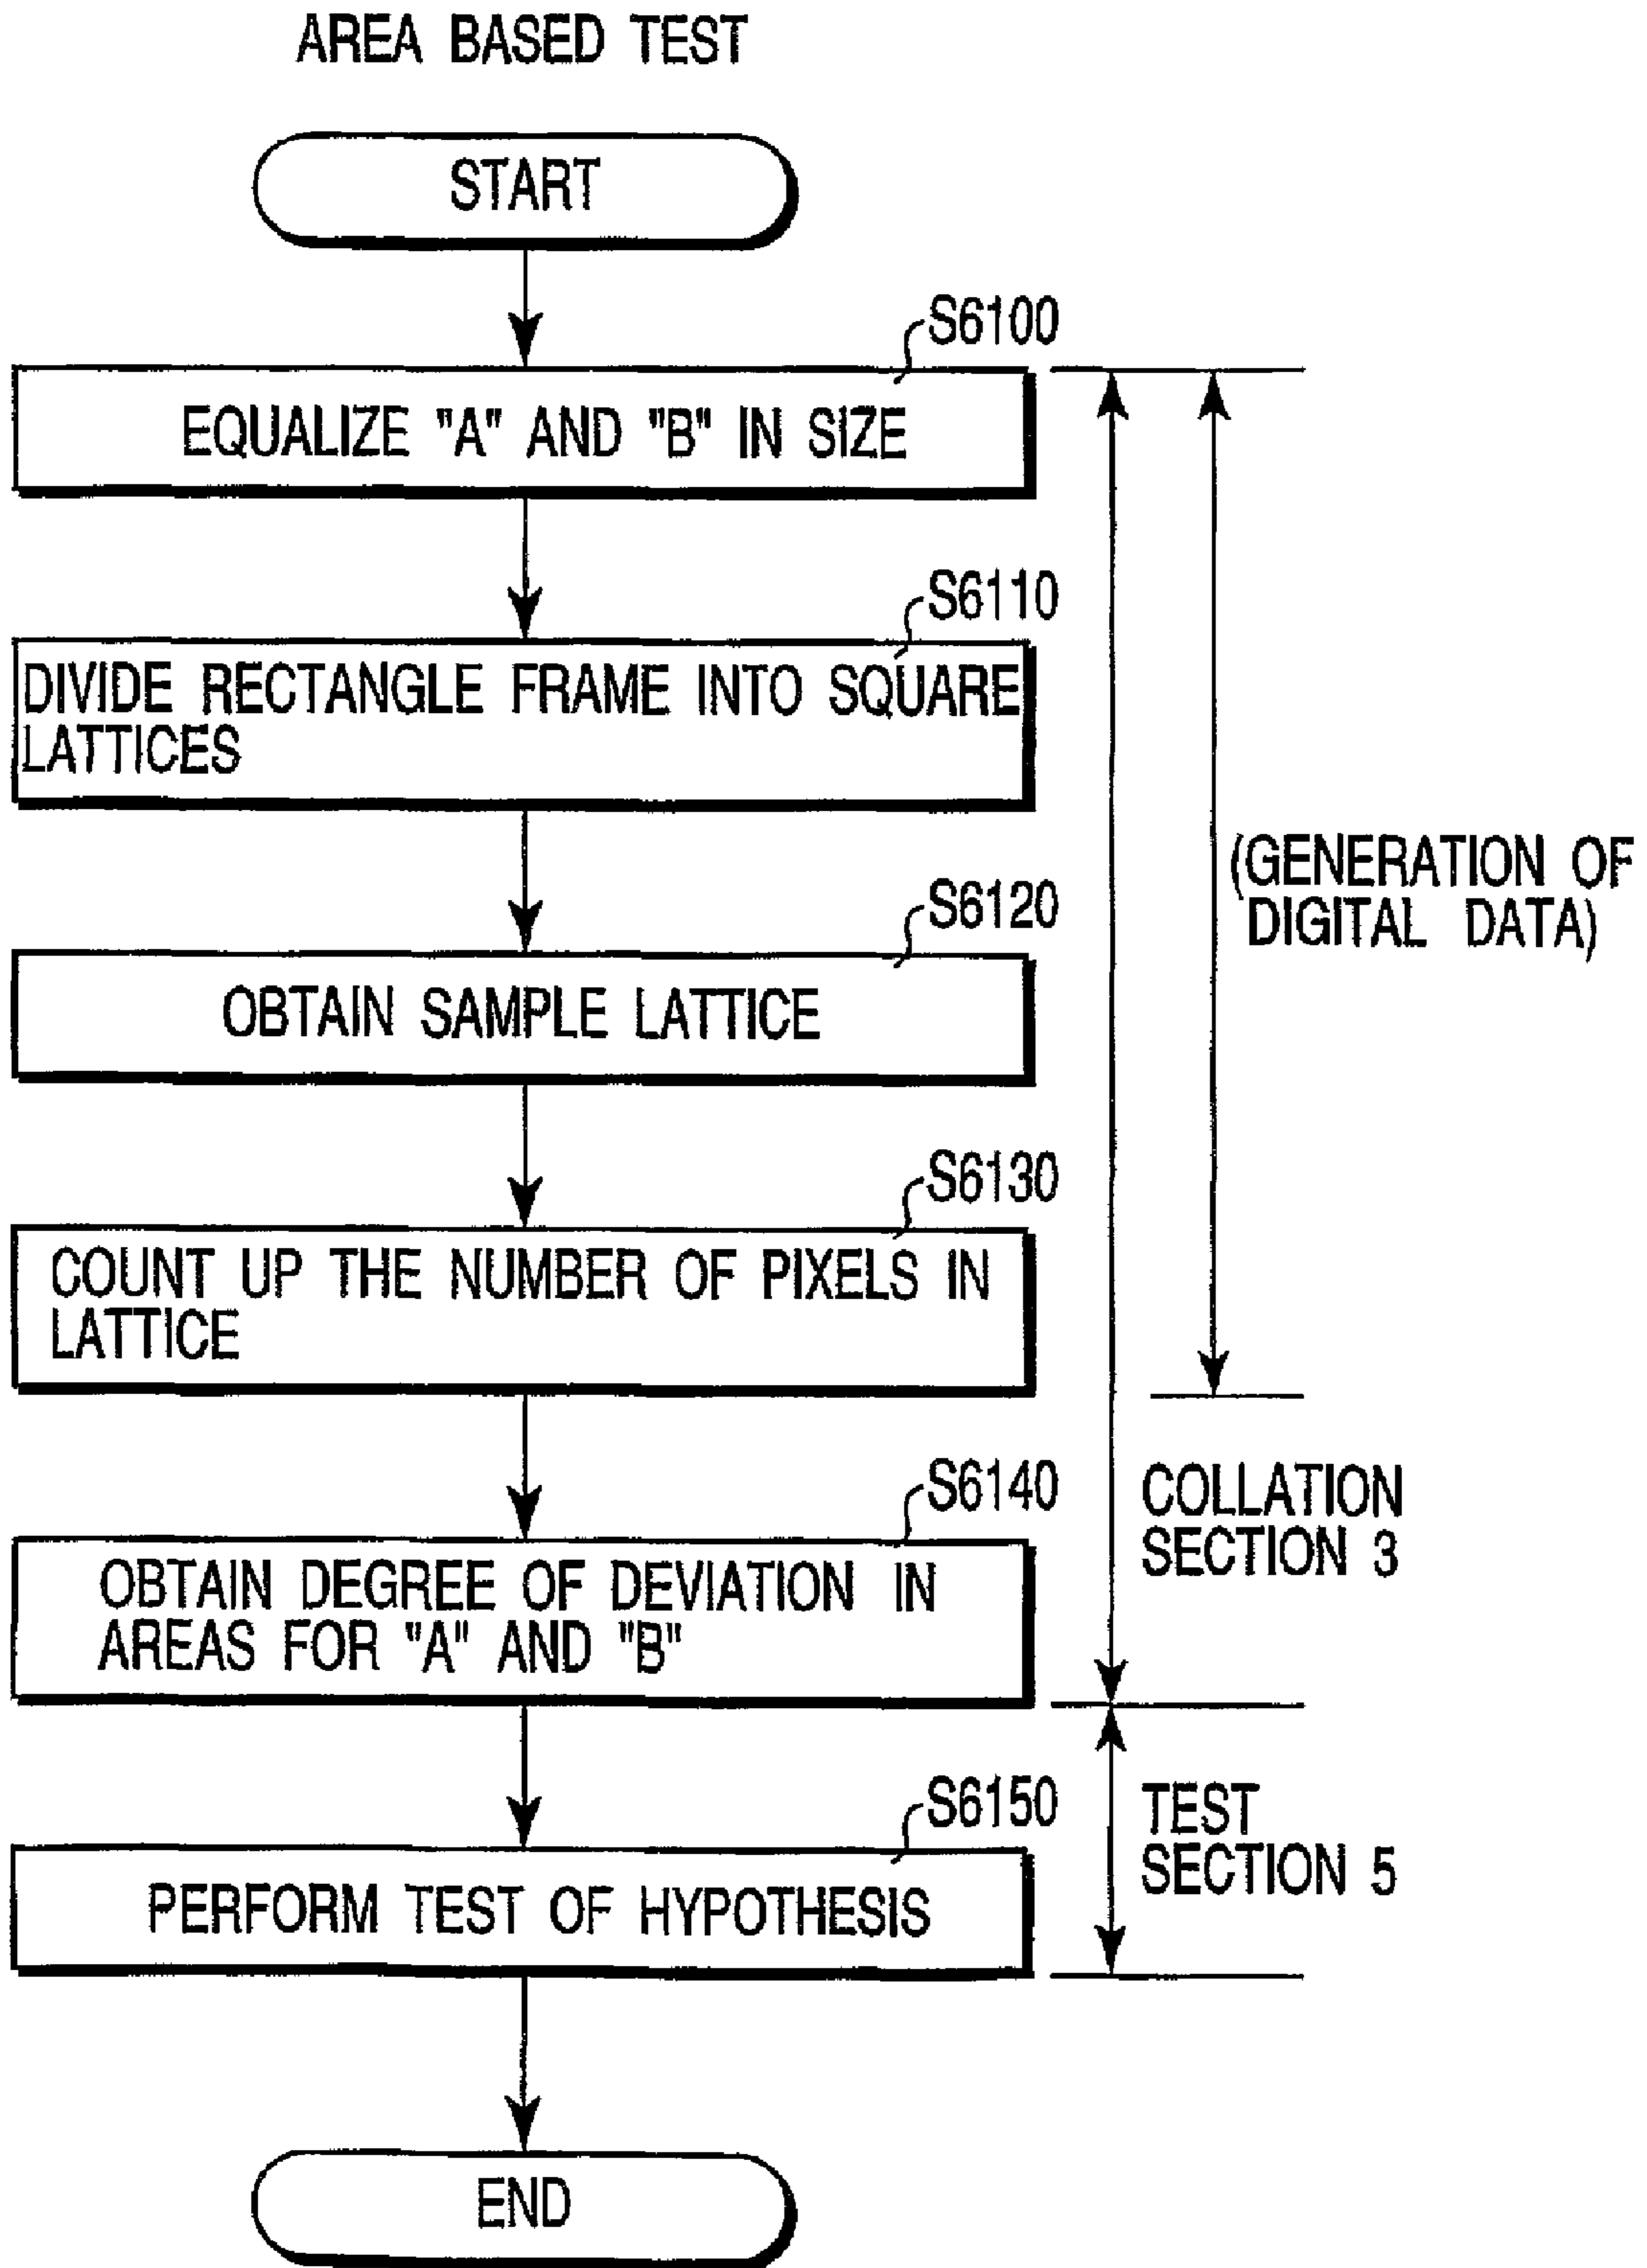 AREA BASED TEST
START
S6100
EQUALIZE "A" AND "B" IN SIZE
S6110
DIVIDE RECTANGLE FRAME INTO SQUARE
LATTICES
(GENERATION OF
DIGITAL DATA)
S6120
OBTAIN SAMPLE LATTICE
S6130
COUNT UP THE NUMBER OF PIXELS IN
LATTICE
S6140
OBTAIN DEGREE OF DEVIATION IN
AREAS FOR "A" AND "B"
COLLATION
SECTION 3
S6150
PERFORM TEST OF HYPOTHESIS
TEST
SECTION 5
END